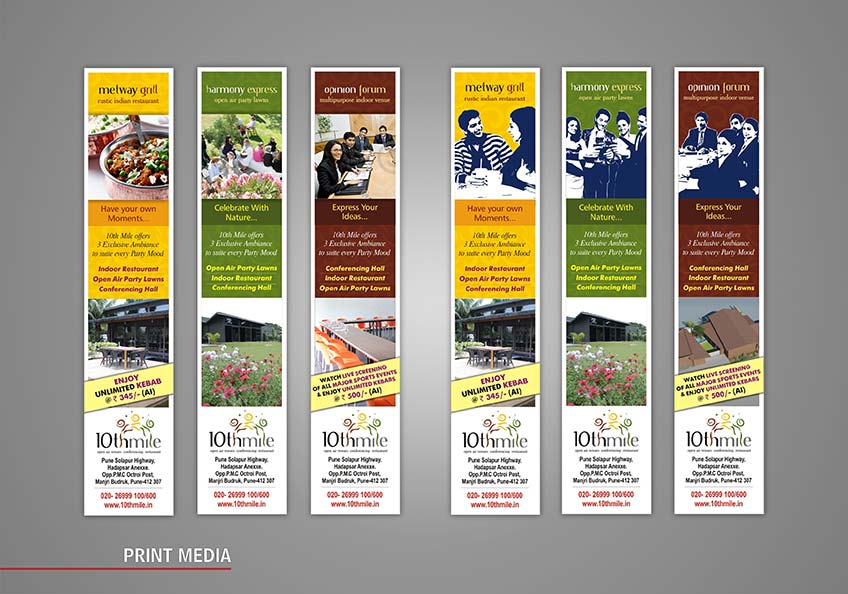 metway grill
rustic indian restaurant
Have your own
Moments...
10th Mile offers
3 Exclusive Ambiance
to suite every Party Mood
Indoor Restaurant
Open Air Party Lawns
Conferencing Hall
ENJOY
UNLIMITED KEBAB
@ ₹ 345/- (AI)
10thmile
open air venues conferencing restaurant
Pune Solapur Highway,
Hadapsar Anexxe.
Opp.P.M.C Octroi Post,
Manjri Budruk, Pune-412 307
020- 26999 100/600
www.10thmile.in
harmony express
open air party lawns
Celebrate With
Nature...
10th Mile offers
3 Exclusive Ambiance
to suite every Party Mood
Open Air Party Lawns
Indoor Restaurant
Conferencing Hall
10thmile
open air venues conferencing restaurant
Pune Solapur Highway,
Hadapsar Anexxe.
Opp.P.M.C Octroi Post,
Manjri Budruk, Pune-412 307
020- 26999 100/600
www.10thmile.in
opinion forum
multipurpose indoor venue
Express Your
Ideas...
10th Mile offers
3 Exclusive Ambiance
to suite every Party Mood
Conferencing Hall
Indoor Restaurant
Open Air Party Lawns
WATCH LIVE SCREENING
OF ALL MAJOR SPORTS EVENTS
& ENJOY UNLIMITED KEBABS
@ ₹ 500/- (AI)
10thmile
open air venues conferencing restaurant
Pune Solapur Highway,
Hadapsar Anexxe.
Opp.P.M.C Octroi Post,
Manjri Budruk, Pune-412 307
020- 26999 100/600
www.10thmile.in
metway grill
rustic indian restaurant
Have your own
Moments...
10th Mile offers
3 Exclusive Ambiance
to suite every Party Mood
Indoor Restaurant
Open Air Party Lawns
Conferencing Hall
ENJOY
UNLIMITED KEBAB
@ ₹ 345/- (AI)
10thmile
open air venues conferencing restaurant
Pune Solapur Highway,
Hadapsar Anexxe.
Opp.P.M.C Octroi Post,
Manjri Budruk, Pune-412 307
020- 26999 100/600
www.10thmile.in
harmony express
open air party lawns
Celebrate With
Nature...
10th Mile offers
3 Exclusive Ambiance
to suite every Party Mood
Open Air Party Lawns
Indoor Restaurant
Conferencing Hall
10thmile
open air venues conferencing restaurant
Pune Solapur Highway,
Hadapsar Anexxe.
Opp.P.M.C Octroi Post,
Manjri Budruk, Pune-412 307
020- 26999 100/600
www.10thmile.in
opinion forum
multipurpose indoor venue
Express Your
Ideas...
10th Mile offers
3 Exclusive Ambiance
to suite every Party Mood
Conferencing Hall
Indoor Restaurant
Open Air Party Lawns
WATCH LIVE SCREENING
OF ALL MAJOR SPORTS EVENTS
& ENJOY UNLIMITED KEBABS
@ ₹ 500/- (AI)
10thmile
open air venues conferencing restaurant
Pune Solapur Highway,
Hadapsar Anexxe.
Opp.P.M.C Octroi Post,
Manjri Budruk, Pune-412 307
020- 26999 100/600
www.10thmile.in
PRINT MEDIA